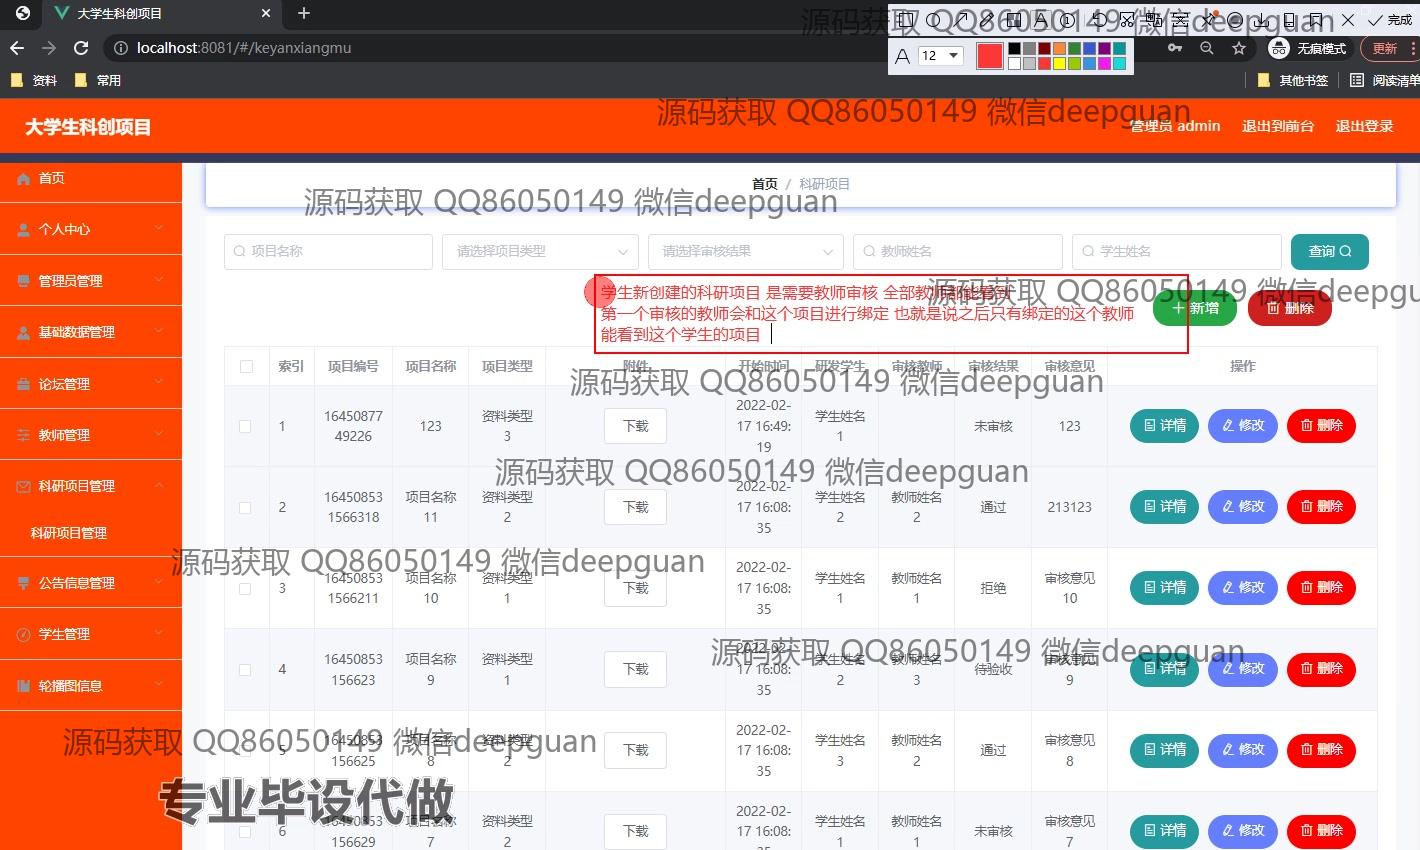 大学生科创项目
localhost:8081/#/keyanxiangmu
12
完成
无痕模式
更新
资料
常用
其他书签
阅读清单
大学生科创项目
管理员 admin
退出到前台
退出登录
首页
个人中心
管理员管理
基础数据管理
论坛管理
教师管理
科研项目管理
科研项目管理
公告信息管理
学生管理
轮播图信息
首页 / 科研项目
项目名称
请选择项目类型
请选择审核结果
教师姓名
学生姓名
查询
学生新创建的科研项目 是需要教师审核 全部教师都能看到
第一个审核的教师会和这个项目进行绑定 也就是说之后只有绑定的这个教师
能看到这个学生的项目
新增
删除
索引 项目编号 项目名称 项目类型 附件 开始时间 研发学生 审核教师 审核结果 审核意见 操作
1 1645087749226 123 资料类型3 下载 2022-02-17 16:49:19 学生姓名1 未审核 123 详情 修改 删除
2 164508531566318 项目名称11 资料类型2 下载 2022-02-17 16:08:35 学生姓名2 教师姓名2 通过 213123 详情 修改 删除
3 164508531566211 项目名称10 资料类型1 下载 2022-02-17 16:08:35 学生姓名1 教师姓名1 拒绝 审核意见10 详情 修改 删除
4 16450853156623 项目名称9 资料类型1 下载 2022-02-17 16:08:35 学生姓名2 教师姓名3 待验收 审核意见9 详情 修改 删除
5 16450853156625 项目名称8 资料类型2 下载 2022-02-17 16:08:35 学生姓名3 教师姓名2 通过 审核意见8 详情 修改 删除
6 16450853156629 项目名称7 资料类型2 下载 2022-02-17 16:08: 学生姓名1 教师姓名1 未审核 审核意见7 详情 修改 删除
源码获取 QQ86050149 微信deepguan
源码获取 QQ86050149 微信deepguan
源码获取 QQ86050149 微信deepguan
源码获取 QQ86050149 微信deepgu
源码获取 QQ86050149 微信deepguan
源码获取 QQ86050149 微信deepguan
源码获取 QQ86050149 微信deepguan
源码获取 QQ86050149 微信deepguan
源码获取 QQ86050149 微信deepguan
专业毕设代做